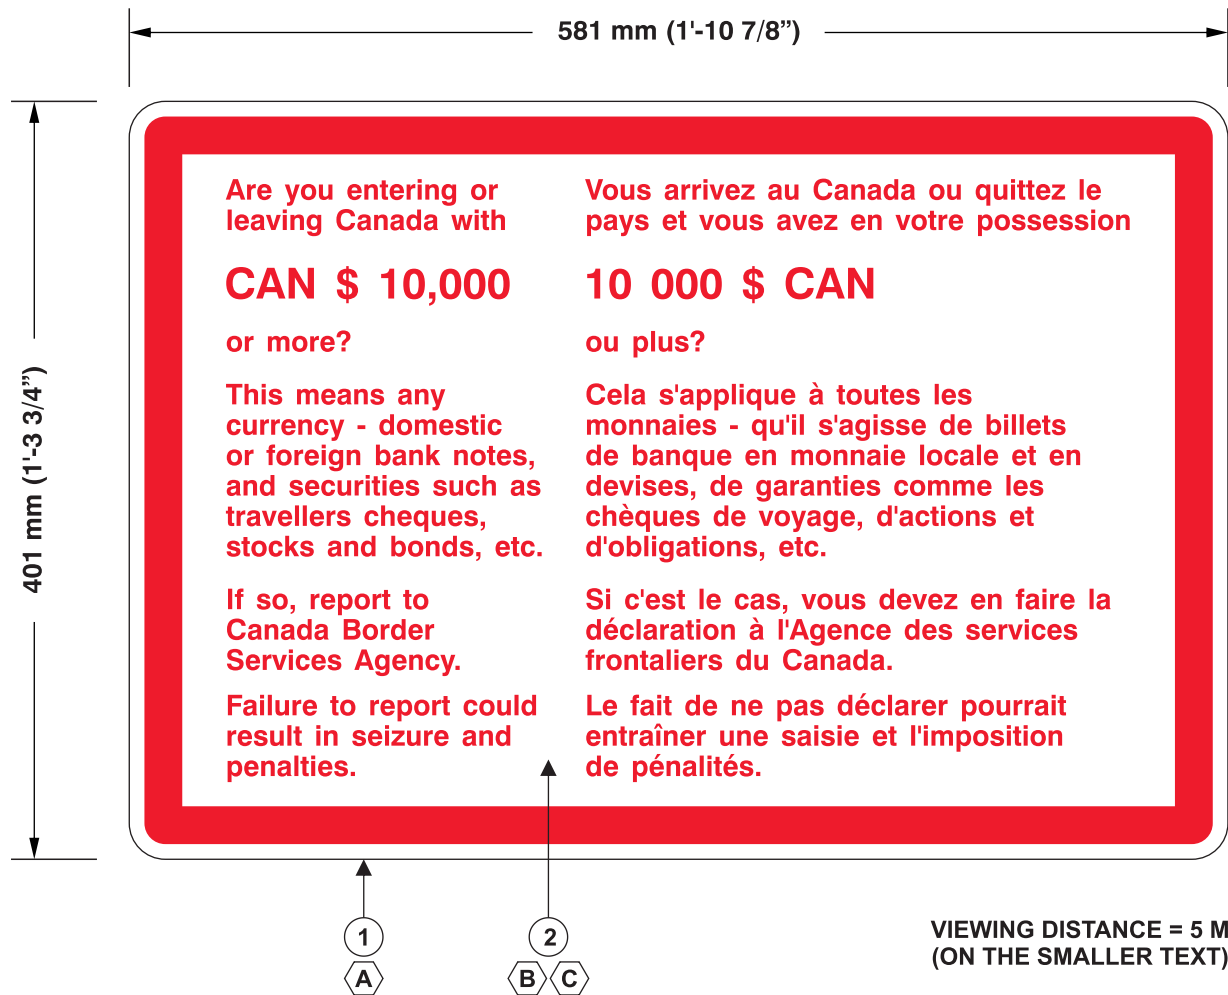 581 mm (1'-10 7/8”)
401 mm (1'-3 3/4”)
Are you entering or
leaving Canada with
CAN $ 10,000
or more?
This means any
currency - domestic
or foreign bank notes,
and securities such as
travellers cheques,
stocks and bonds, etc.
If so, report to
Canada Border
Services Agency.
Failure to report could
result in seizure and
penalties.
Vous arrivez au Canada ou quittez le
pays et vous avez en votre possession
10 000 $ CAN
ou plus?
Cela s'applique à toutes les
monnaies - qu'il s'agisse de billets
de banque en monnaie locale et en
devises, de garanties comme les
chèques de voyage, d'actions et
d'obligations, etc.
Si c'est le cas, vous devez en faire la
déclaration à l'Agence des services
frontaliers du Canada.
Le fait de ne pas déclarer pourrait
entraîner une saisie et l'imposition
de pénalités.
1
A
2
B C
VIEWING DISTANCE = 5 M
(ON THE SMALLER TEXT)